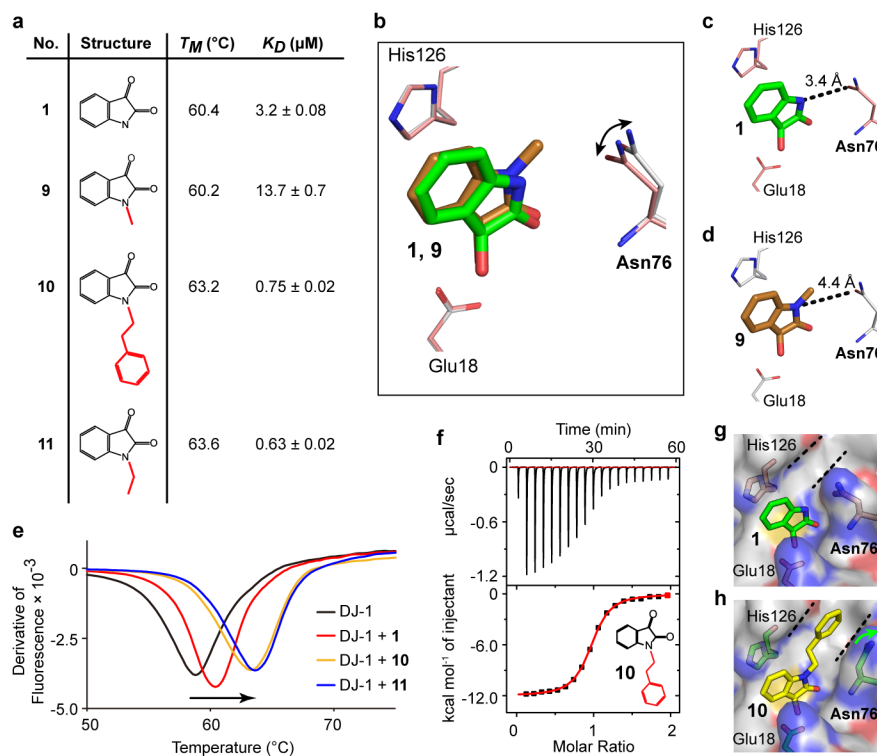 a
No. Structure TM (°C) KD (µM)
1 60.4 3.2 ± 0.08
9 60.2 13.7 ± 0.7
10 63.2 0.75 ± 0.02
11 63.6 0.63 ± 0.02
O
O
N
O
O
N
O
O
N
O
O
N
b
His126
1, 9
Asn76
Glu18
c
His126
3.4 Å
1
Asn76
Glu18
d
His126
4.4 Å
9
Asn76
Glu18
e
Derivative of
Fluorescence × 10⁻³
0
-2.5
-5.0
50 60 70
Temperature (°C)
DJ-1
DJ-1 + 1
DJ-1 + 10
DJ-1 + 11
f
Time (min)
0 30 60
µcal/sec
0
-0.6
-1.2
kcal mol⁻¹ of injectant
0
-6.0
-12.0
O
O
N
10
0 1 2
Molar Ratio
g
His126
1
Asn76
Glu18
h
His126
10
Asn76
Glu18